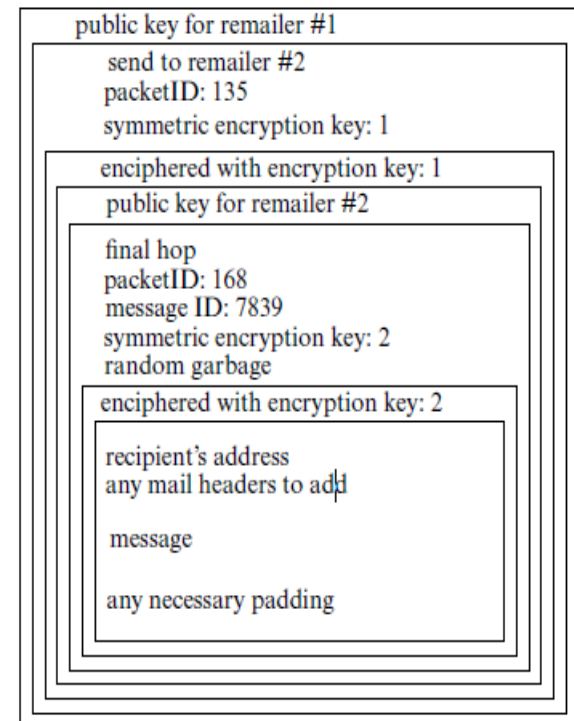 public key for remailer #1
send to remailer #2
packetID: 135
symmetric encryption key: 1
enciphered with encryption key: 1
public key for remailer #2
final hop
packetID: 168
message ID: 7839
symmetric encryption key: 2
random garbage
enciphered with encryption key: 2
recipient’s address
any mail headers to add
message
any necessary padding